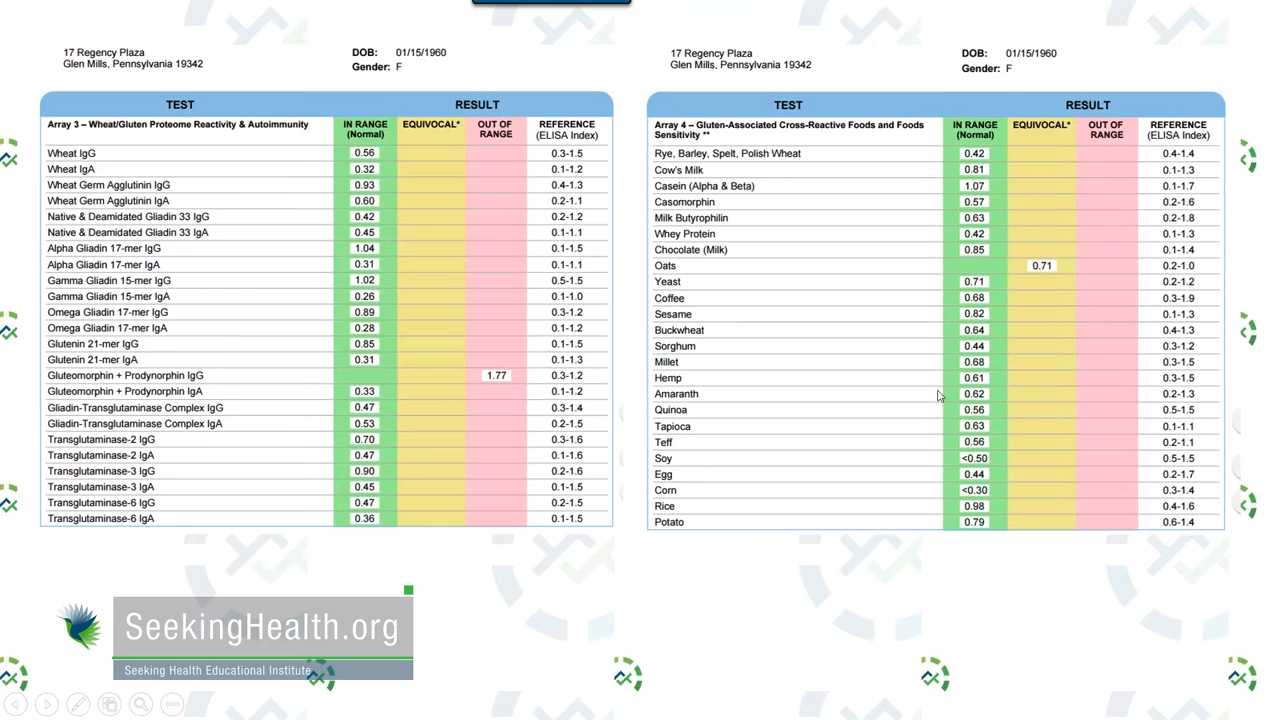 17 Regency Plaza
Glen Mills, Pennsylvania 19342
DOB: 01/15/1960
Gender: F
TEST RESULT
Array 3 – Wheat/Gluten Proteome Reactivity & Autoimmunity IN RANGE (Normal) EQUIVOCAL* OUT OF RANGE REFERENCE (ELISA Index)
Wheat IgG 0.56 0.3-1.5
Wheat IgA 0.32 0.1-1.2
Wheat Germ Agglutinin IgG 0.93 0.4-1.3
Wheat Germ Agglutinin IgA 0.60 0.2-1.1
Native & Deamidated Gliadin 33 IgG 0.42 0.2-1.2
Native & Deamidated Gliadin 33 IgA 0.45 0.1-1.1
Alpha Gliadin 17-mer IgG 1.04 0.1-1.5
Alpha Gliadin 17-mer IgA 0.31 0.1-1.1
Gamma Gliadin 15-mer IgG 1.02 0.5-1.5
Gamma Gliadin 15-mer IgA 0.26 0.1-1.0
Omega Gliadin 17-mer IgG 0.89 0.3-1.2
Omega Gliadin 17-mer IgA 0.28 0.1-1.2
Glutenin 21-mer IgG 0.85 0.1-1.5
Glutenin 21-mer IgA 0.31 0.1-1.3
Gluteomorphin + Prodynorphin IgG 1.77 0.3-1.2
Gluteomorphin + Prodynorphin IgA 0.33 0.1-1.2
Gliadin-Transglutaminase Complex IgG 0.47 0.3-1.4
Gliadin-Transglutaminase Complex IgA 0.53 0.2-1.5
Transglutaminase-2 IgG 0.70 0.3-1.6
Transglutaminase-2 IgA 0.47 0.1-1.6
Transglutaminase-3 IgG 0.90 0.2-1.6
Transglutaminase-3 IgA 0.45 0.1-1.5
Transglutaminase-6 IgG 0.47 0.2-1.5
Transglutaminase-6 IgA 0.36 0.1-1.5
17 Regency Plaza
Glen Mills, Pennsylvania 19342
DOB: 01/15/1960
Gender: F
TEST RESULT
Array 4 – Gluten-Associated Cross-Reactive Foods and Foods Sensitivity ** IN RANGE (Normal) EQUIVOCAL* OUT OF RANGE REFERENCE (ELISA Index)
Rye, Barley, Spelt, Polish Wheat 0.42 0.4-1.4
Cow's Milk 0.81 0.1-1.3
Casein (Alpha & Beta) 1.07 0.1-1.7
Casomorphin 0.57 0.2-1.6
Milk Butyrophilin 0.63 0.2-1.8
Whey Protein 0.42 0.1-1.3
Chocolate (Milk) 0.85 0.1-1.4
Oats 0.71 0.2-1.0
Yeast 0.71 0.2-1.2
Coffee 0.68 0.3-1.9
Sesame 0.82 0.1-1.3
Buckwheat 0.64 0.4-1.3
Sorghum 0.44 0.3-1.2
Millet 0.68 0.3-1.5
Hemp 0.61 0.3-1.5
Amaranth 0.62 0.2-1.3
Quinoa 0.56 0.5-1.5
Tapioca 0.63 0.1-1.1
Teff 0.56 0.2-1.1
Soy <0.50 0.5-1.5
Egg 0.44 0.2-1.7
Corn <0.30 0.3-1.4
Rice 0.98 0.4-1.6
Potato 0.79 0.6-1.4
SeekingHealth.org
Seeking Health Educational Institute